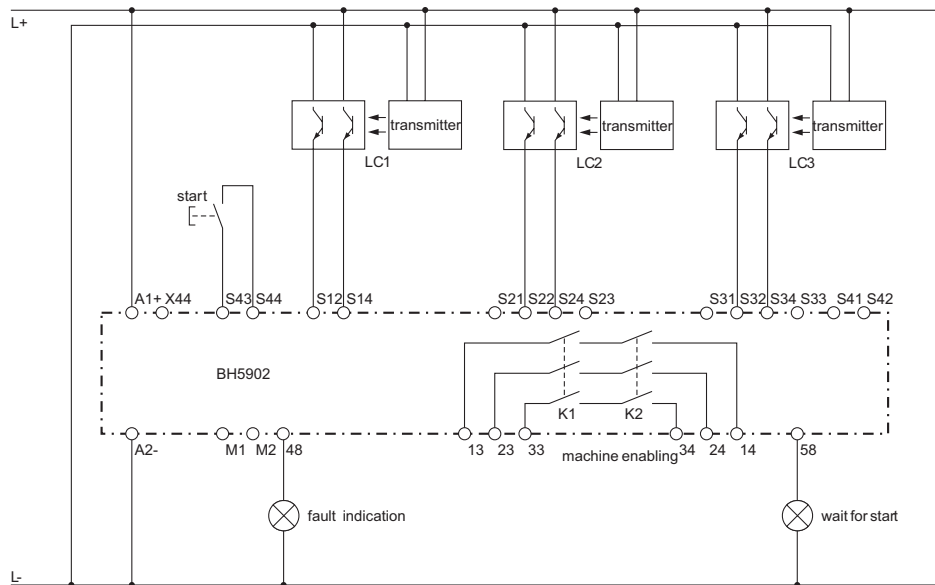 L+
transmitter
transmitter
transmitter
LC1
LC2
LC3
start
A1+ X44 S43 S44 S12 S14 S21 S22 S24 S23 S31 S32 S34 S33 S41 S42
BH5902
K1 K2
A2- M1 M2 48 13 23 33 machine enabling 34 24 14 58
fault indication
wait for start
L-